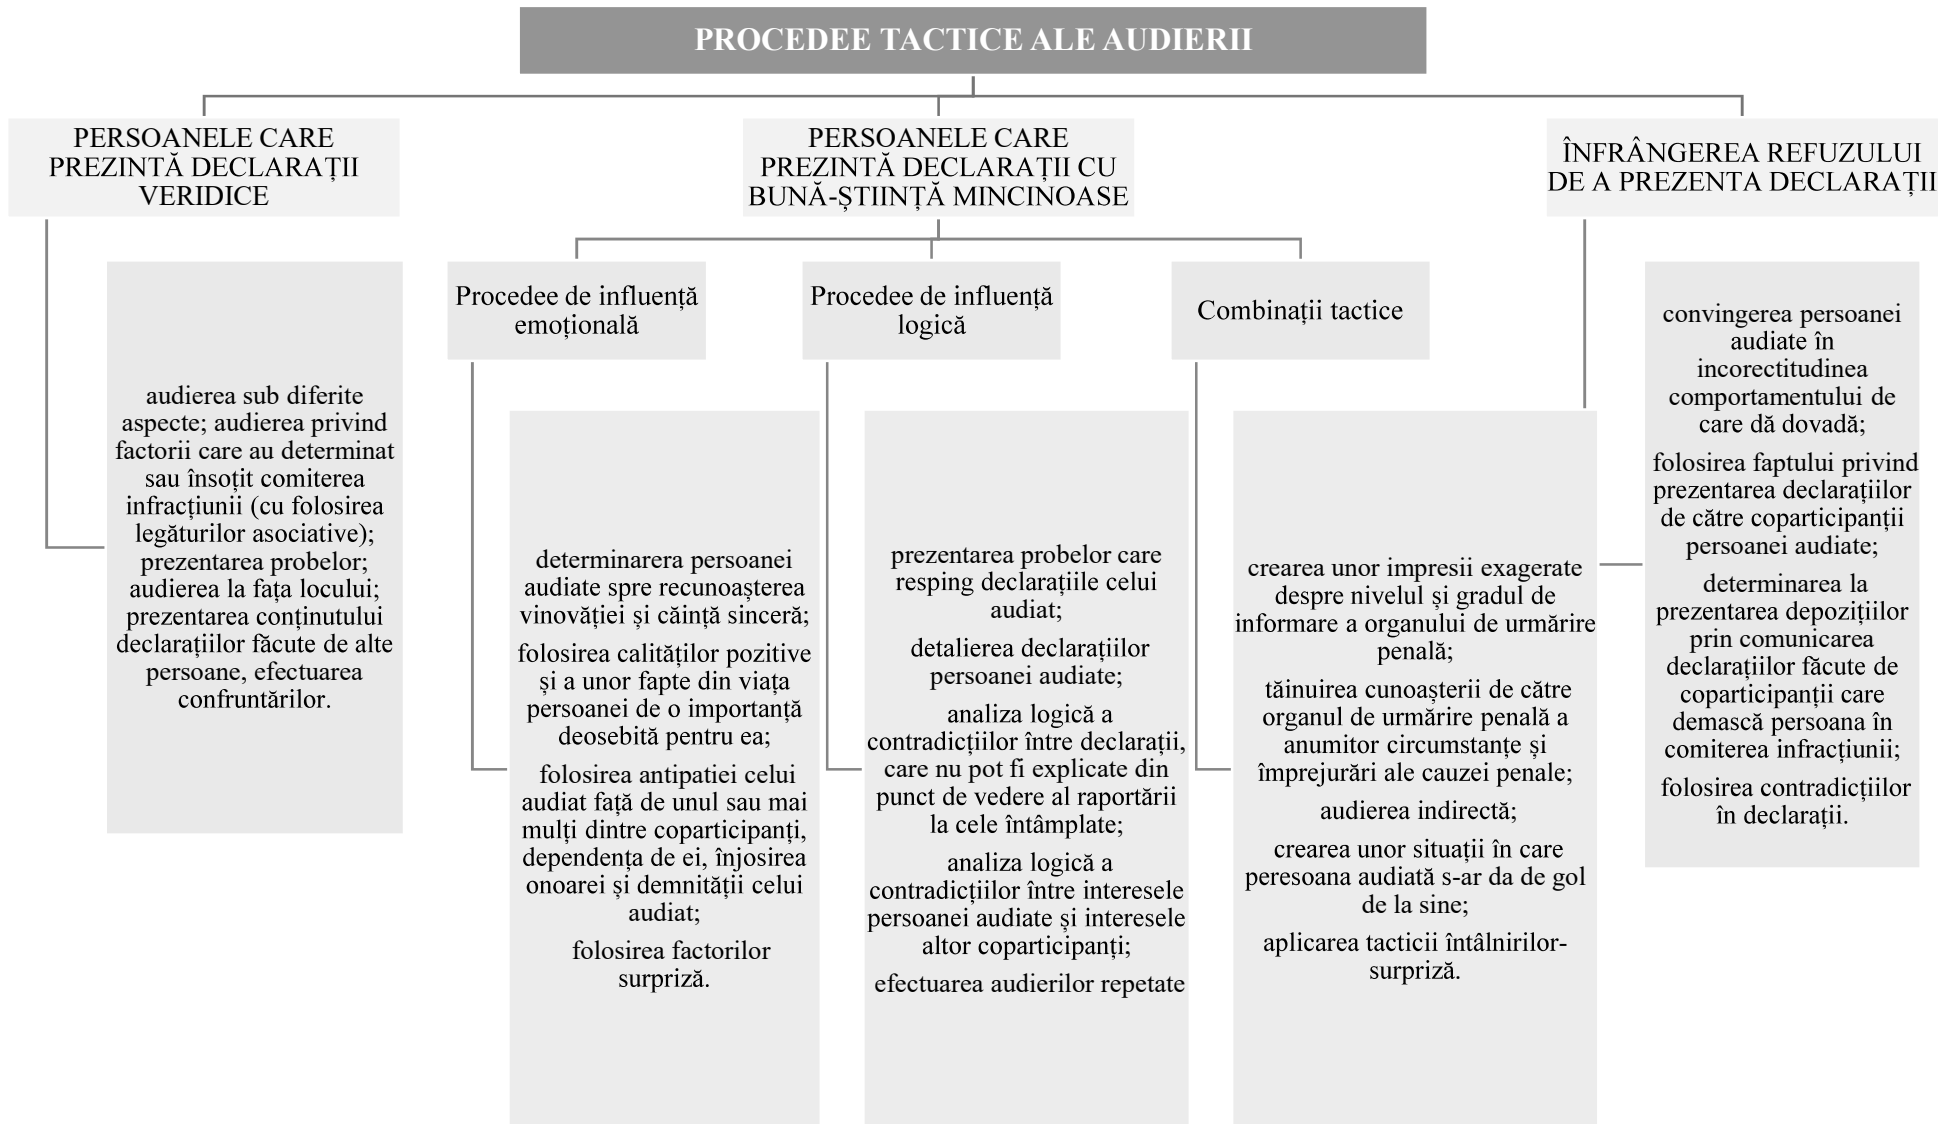 PROCEDEE TACTICE ALE AUDIERII
PERSOANELE CARE
PREZINTĂ DECLARAȚII
VERIDICE
audierea sub diferite
aspecte; audierea privind
factorii care au determinat
sau însoțit comiterea
infracțiunii (cu folosirea
legăturilor asociative);
prezentarea probelor;
audierea la fața locului;
prezentarea conținutului
declarațiilor făcute de alte
persoane, efectuarea
confruntărilor.
PERSOANELE CARE
PREZINTĂ DECLARAȚII CU
BUNĂ-ȘTIINȚĂ MINCINOASE
Procedee de influență
emoțională
determinarera persoanei
audiate spre recunoașterea
vinovăției și căință sinceră;
folosirea calităților pozitive
și a unor fapte din viața
persoanei de o importanță
deosebită pentru ea;
folosirea antipatiei celui
audiat față de unul sau mai
mulți dintre coparticipanți,
dependența de ei, înjosirea
onoarei și demnității celui
audiat;
folosirea factorilor
surpriză.
Procedee de influență
logică
prezentarea probelor care
resping declarațiile celui
audiat;
detalierea declarațiilor
persoanei audiate;
analiza logică a
contradicțiilor între declarații,
care nu pot fi explicate din
punct de vedere al raportării
la cele întâmplate;
analiza logică a
contradicțiilor între interesele
persoanei audiate și interesele
altor coparticipanți;
efectuarea audierilor repetate
Combinații tactice
crearea unor impresii exagerate
despre nivelul și gradul de
informare a organului de urmărire
penală;
tăinuirea cunoașterii de către
organul de urmărire penală a
anumitor circumstanțe și
împrejurări ale cauzei penale;
audierea indirectă;
crearea unor situații în care
peresoana audiată s-ar da de gol
de la sine;
aplicarea tacticii întâlnirilor-
surpriză.
ÎNFRÂNGEREA REFUZULUI
DE A PREZENTA DECLARAȚII
convingerea persoanei
audiate în
incorectitudinea
comportamentului de
care dă dovadă;
folosirea faptului privind
prezentarea declarațiilor
de către coparticipanții
persoanei audiate;
determinarea la
prezentarea depozițiilor
prin comunicarea
declarațiilor făcute de
coparticipanții care
demască persoana în
comiterea infracțiunii;
folosirea contradicțiilor
în declarații.